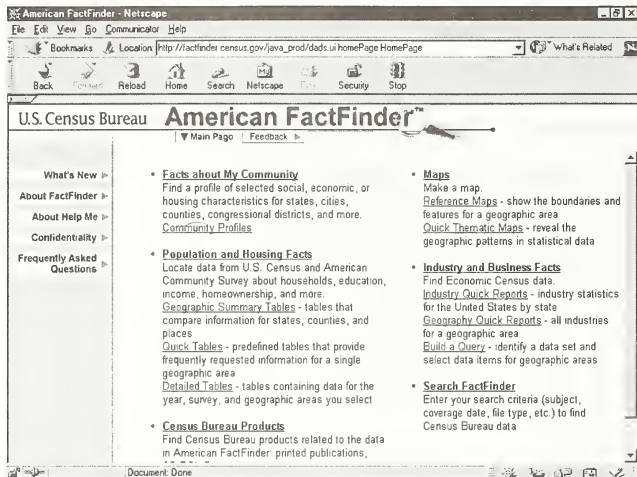 American FactFinder - Netscape
File Edit View Go Communicator Help
Bookmarks Location http://factfinder.census.gov/java_prod/dads.ui homePage HomePage What's Related
Back Forward Reload Home Search Netscape Security Stop
U.S. Census Bureau American FactFinder™
Main Page Feedback
What's New
About FactFinder
About Help Me
Confidentiality
Frequently Asked
Questions
• Facts about My Community
Find a profile of selected social, economic, or
housing characteristics for states, cities,
counties, congressional districts, and more.
Community Profiles
• Population and Housing Facts
Locate data from U.S. Census and American
Community Survey about households, education,
income, homeownership, and more.
Geographic Summary Tables - tables that
compare information for states, counties, and
places
Quick Tables - predefined tables that provide
frequently requested information for a single
geographic area
Detailed Tables - tables containing data for the
year, survey, and geographic areas you select
• Census Bureau Products
Find Census Bureau products related to the data
in American FactFinder printed publications,
• Maps
Make a map.
Reference Maps - show the boundaries and
features for a geographic area
Quick Thematic Maps - reveal the
geographic patterns in statistical data
• Industry and Business Facts
Find Economic Census data.
Industry Quick Reports - industry statistics
for the United States by state
Geography Quick Reports - all industries
for a geographic area
Build a Query - identify a data set and
select data items for geographic areas
• Search FactFinder
Enter your search criteria (subject,
coverage date, file type, etc.) to find
Census Bureau data
Document: Done